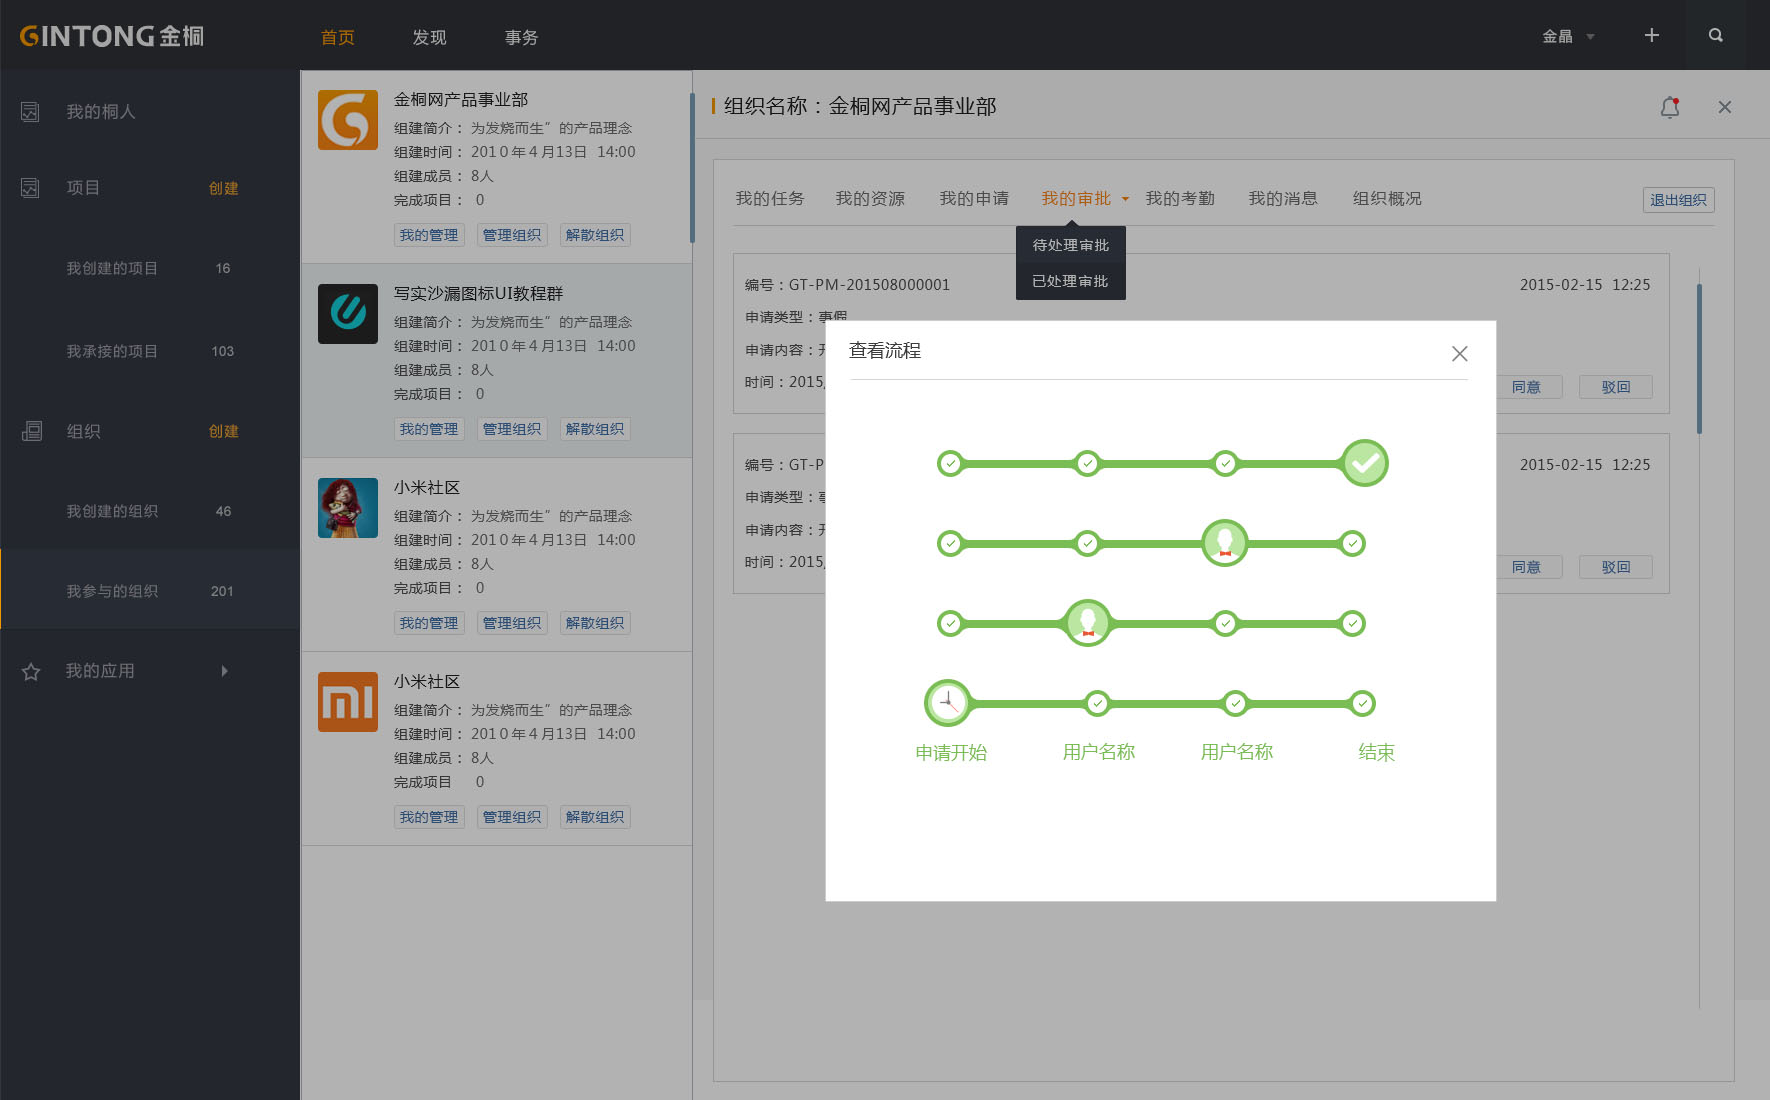 GINTONG金桐
首页
发现
事务
金晶
我的桐人
项目
创建
我创建的项目
16
我承接的项目
103
组织
创建
我创建的组织
46
我参与的组织
201
我的应用
金桐网产品事业部
组建简介： 为发烧而生”的产品理念
组建时间： 2010年4月13日 14:00
组建成员： 8人
完成项目： 0
我的管理
管理组织
解散组织
写实沙漏图标UI教程群
组建简介： 为发烧而生”的产品理念
组建时间： 2010年4月13日 14:00
组建成员： 8人
完成项目： 0
我的管理
管理组织
解散组织
小米社区
组建简介： 为发烧而生”的产品理念
组建时间： 2010年4月13日 14:00
组建成员： 8人
完成项目： 0
我的管理
管理组织
解散组织
小米社区
组建简介： 为发烧而生”的产品理念
组建时间： 2010年4月13日 14:00
组建成员： 8人
完成项目 0
我的管理
管理组织
解散组织
组织名称：金桐网产品事业部
我的任务
我的资源
我的申请
我的审批
我的考勤
我的消息
组织概况
退出组织
待处理审批
已处理审批
编号：GT-PM-201508000001
2015-02-15 12:25
申请类型：事假
申请内容：
时间：2015
同意
驳回
编号：GT-P
2015-02-15 12:25
申请类型：
申请内容：
时间：2015
同意
驳回
查看流程
申请开始
用户名称
用户名称
结束